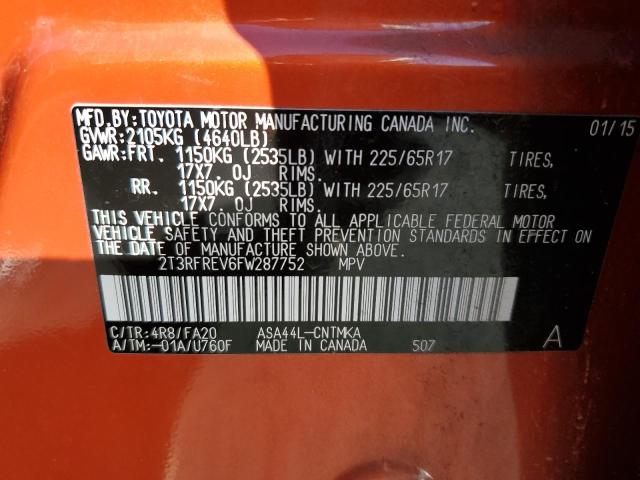 MFD. BY: TOYOTA MOTOR MANUFACTURING CANADA INC. 01/15
GVWR: 2105KG (4640LB)
GAWR: FRT. 1150KG (2535LB) WITH 225/65R17 TIRES,
17X7. 0J RIMS.
RR. 1150KG (2535LB) WITH 225/65R17 TIRES,
17X7. 0J RIMS.
THIS VEHICLE CONFORMS TO ALL APPLICABLE FEDERAL MOTOR
VEHICLE SAFETY AND THEFT PREVENTION STANDARDS IN EFFECT ON
THE DATE OF MANUFACTURE SHOWN ABOVE.
2T3RFREV6FW287752 MPV
C/TR: 4R8/FA20 ASA44L-CNTMKA
A/TM: -01A/U760F MADE IN CANADA 507 A